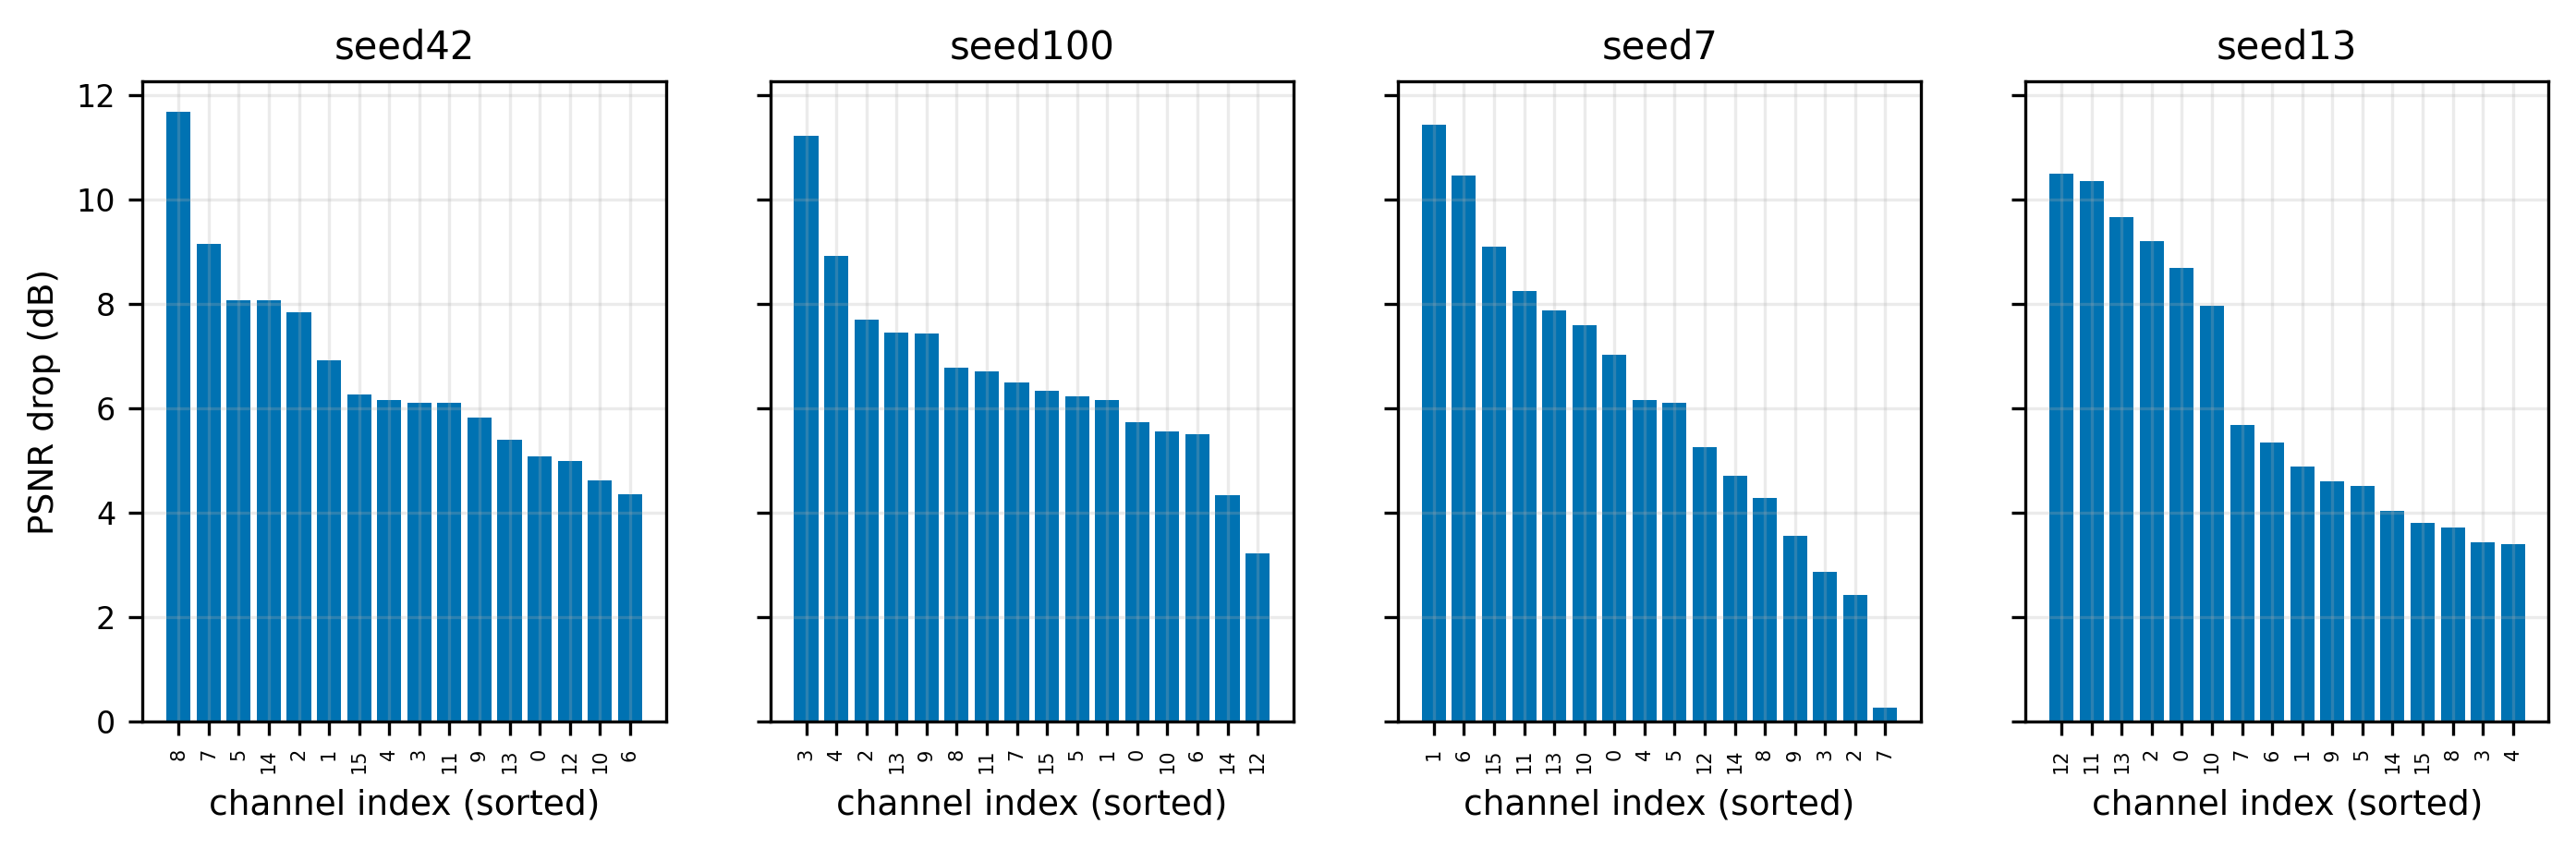 seed42 seed100 seed7 seed13
PSNR drop (dB)
12
10
8
6
4
2
0
8 7 5 14 2 1 15 4 3 11 9 13 0 12 10 6
3 4 2 13 9 8 11 7 15 5 1 0 10 6 14 12
1 6 15 11 13 10 0 4 5 12 14 8 9 3 2 7
12 11 13 2 0 10 7 6 1 9 5 14 15 8 3 4
channel index (sorted) channel index (sorted) channel index (sorted) channel index (sorted)